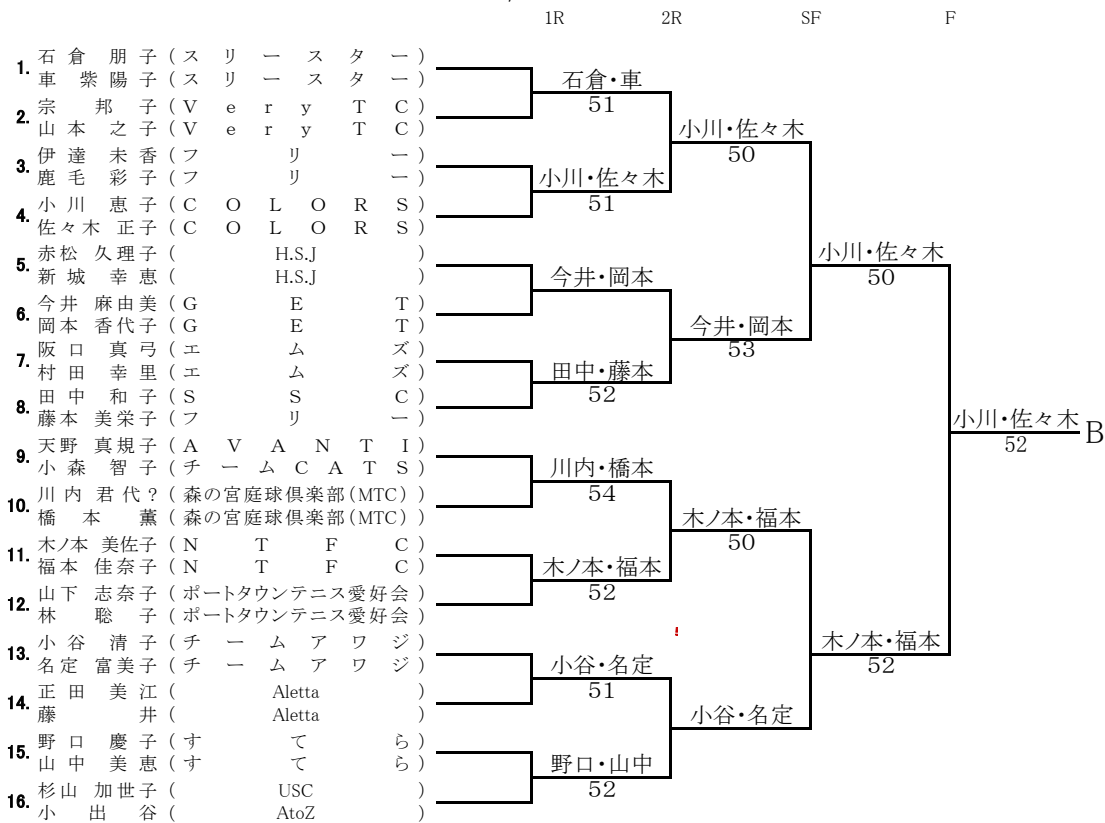 1R 2R SF F
1. 石倉 朋子 (スリースター)
車 紫陽子 (スリースター)
石倉・車
51
2. 宗 邦子 (Very TC)
山本 之子 (Very TC)
小川・佐々木
50
3. 伊達 未香 (フリー)
鹿毛 彩子 (フリー)
小川・佐々木
51
4. 小川 恵子 (COLORS)
佐々木 正子 (COLORS)
5. 赤松 久理子 (H.S.J)
新城 幸恵 (H.S.J)
小川・佐々木
50
今井・岡本
6. 今井 麻由美 (GET)
岡本 香代子 (GET)
今井・岡本
53
7. 阪口 真弓 (エムズ)
村田 幸里 (エムズ)
田中・藤本
52
8. 田中 和子 (SSC)
藤本 美栄子 (フリー)
小川・佐々木
52
B
9. 天野 真規子 (AVANTI)
小森 智子 (チームCATS)
川内・橋本
54
10. 川内 君代? (森の宮庭球倶楽部(MTC))
橋本 薫 (森の宮庭球倶楽部(MTC))
木ノ本・福本
50
11. 木ノ本 美佐子 (NTFC)
福本 佳奈子 (NTFC)
木ノ本・福本
52
12. 山下 志奈子 (ポートタウンテニス愛好会)
林 聡子 (ポートタウンテニス愛好会)
!
13. 小谷 清子 (チームアワジ)
名定 富美子 (チームアワジ)
木ノ本・福本
52
小谷・名定
51
14. 正田 美江 (Aletta)
藤井 (Aletta)
小谷・名定
15. 野口 慶子 (すてら)
山中 美恵 (すてら)
野口・山中
52
16. 杉山 加世子 (USC)
小出谷 (AtoZ)